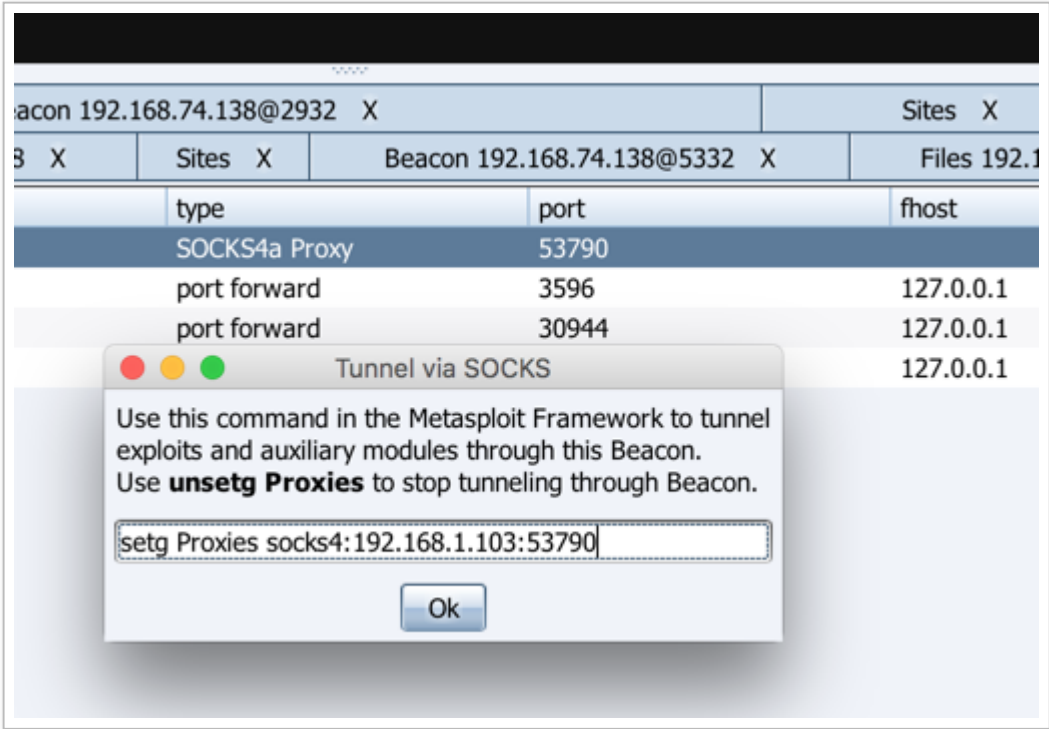 eacon 192.168.74.138@2932 X Sites X
8 X Sites X Beacon 192.168.74.138@5332 X Files 192.1
type port fhost
SOCKS4a Proxy 53790
port forward 3596 127.0.0.1
port forward 30944 127.0.0.1
127.0.0.1
Tunnel via SOCKS
Use this command in the Metasploit Framework to tunnel
exploits and auxiliary modules through this Beacon.
Use unsetg Proxies to stop tunneling through Beacon.
setg Proxies socks4:192.168.1.103:53790
Ok